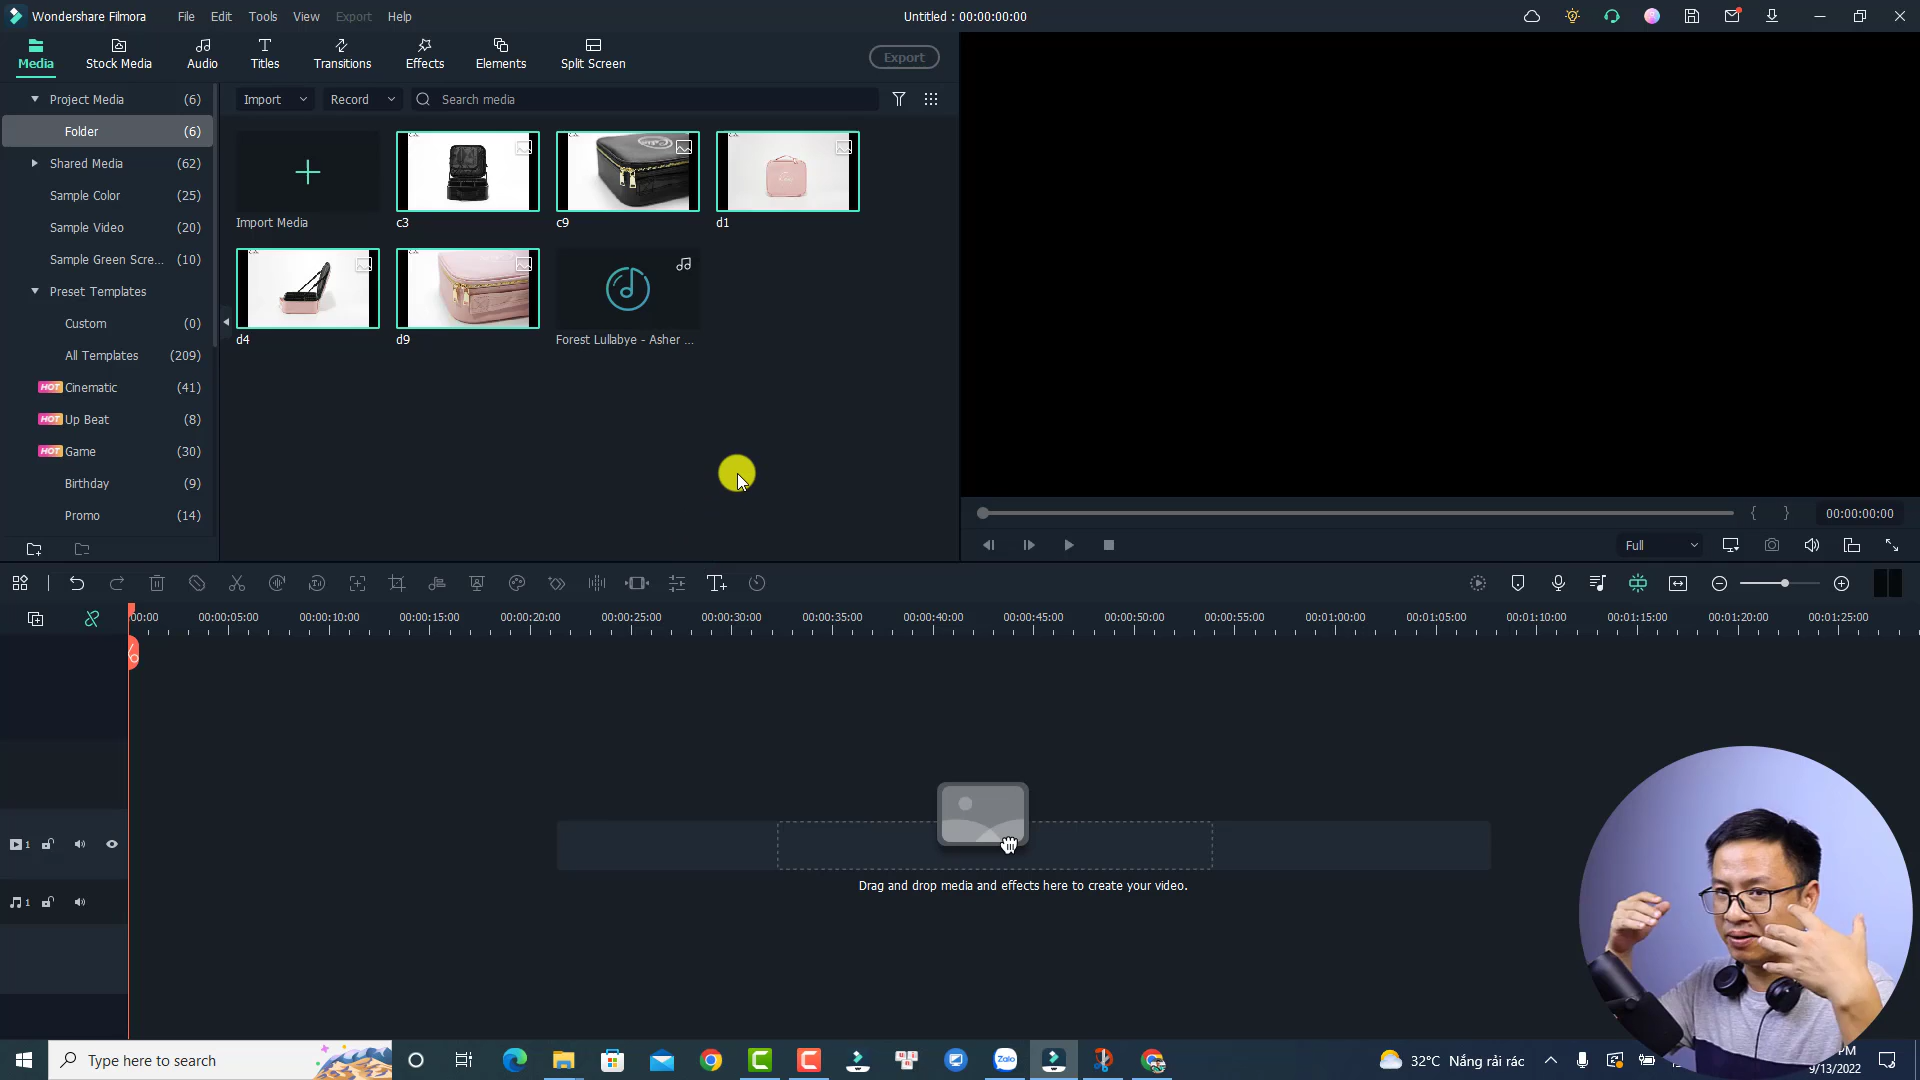 Wondershare Filmora File Edit Tools View Export Help Untitled : 00:00:00:00
Media Stock Media Audio Titles Transitions Effects Elements Split Screen Export
Project Media (6)
Folder (6)
Shared Media (62)
Sample Color (25)
Sample Video (20)
Sample Green Scre... (10)
Preset Templates
Custom (0)
All Templates (209)
HOT Cinematic (41)
HOT Up Beat (8)
HOT Game (30)
Birthday (9)
Promo (14)
Import Record Search media
Import Media c3 c9 d1
d4 d9 Forest Lullabye - Asher ...
00:00:00:00
Full
00:00 00:00:05:00 00:00:10:00 00:00:15:00 00:00:20:00 00:00:25:00 00:00:30:00 00:00:35:00 00:00:40:00 00:00:45:00 00:00:50:00 00:00:55:00 00:01:00:00 00:01:05:00 00:01:10:00 00:01:15:00 00:01:20:00 00:01:25:00
1
1
Drag and drop media and effects here to create your video.
Type here to search
Zalo
32°C Nắng rải rác
PM
9/13/2022